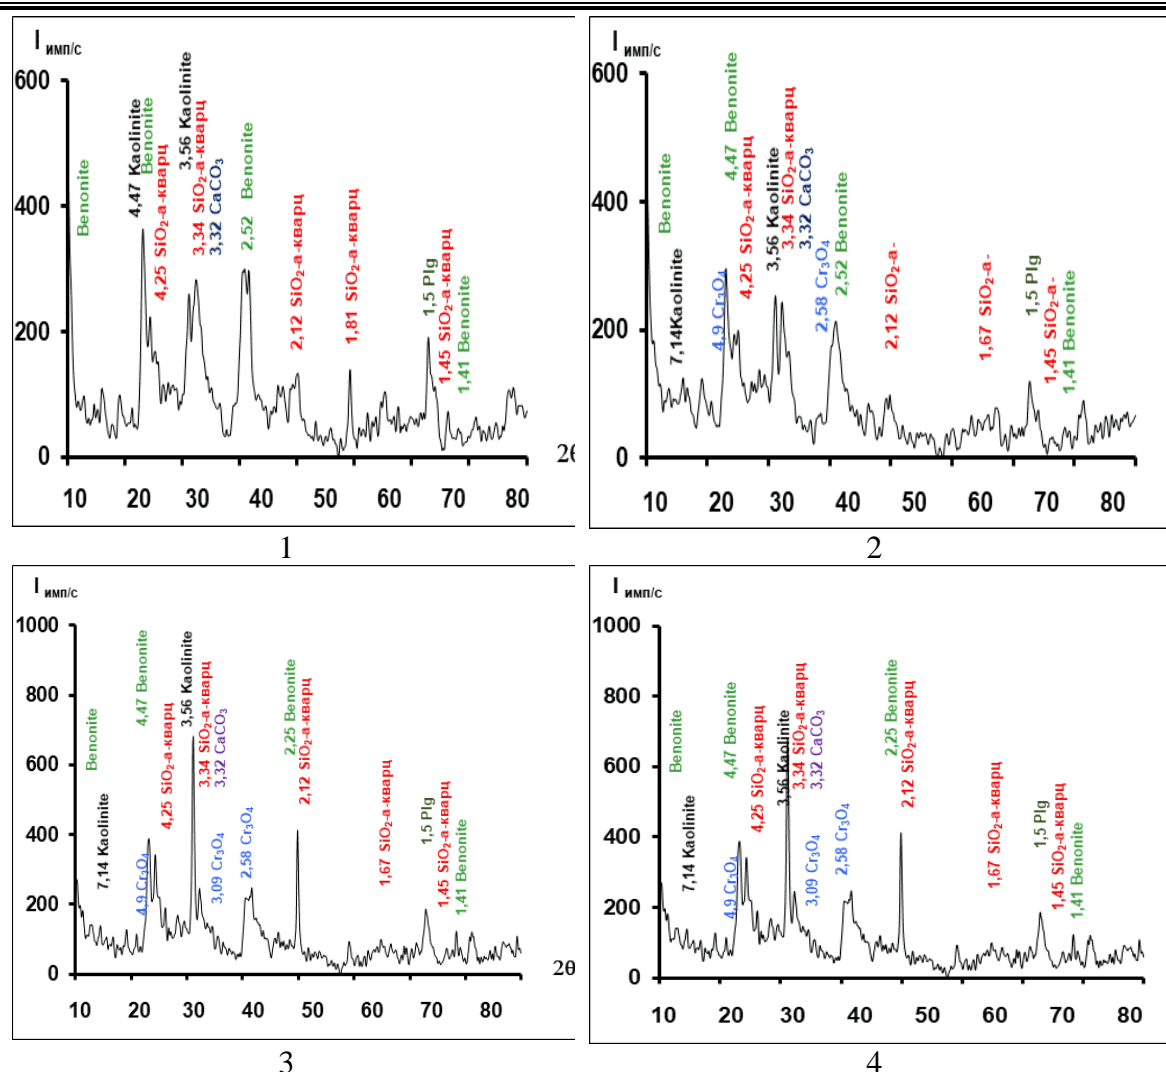 I имп/с
600
400
200
0
10 20 30 40 50 60 70 80
2θ
Benonite
4,47 Kaolinite
Benonite
4,25 SiO₂-а-кварц
3,56 Kaolinite
3,34 SiO₂-а-кварц
3,32 CaCO₃
2,52 Benonite
2,12 SiO₂-а-кварц
1,81 SiO₂-а-кварц
1,5 Plg
1,45 SiO₂-а-кварц
1,41 Benonite
1
I имп/с
600
400
200
0
10 20 30 40 50 60 70 80
Benonite
7,14Kaolinite
4,9 Cr₃O₄
4,47 Benonite
4,25 SiO₂-а-кварц
3,56 Kaolinite
3,34 SiO₂-а-кварц
3,32 CaCO₃
2,58 Cr₃O₄
2,52 Benonite
2,12 SiO₂-а-
1,67 SiO₂-а-
1,5 Plg
1,45 SiO₂-а-
1,41 Benonite
2
I имп/с
1000
800
600
400
200
0
10 20 30 40 50 60 70 80
2θ
Benonite
7,14 Kaolinite
4,9 Cr₃O₄
4,47 Benonite
4,25 SiO₂-а-кварц
3,56 Kaolinite
3,34 SiO₂-а-кварц
3,32 CaCO₃
3,09 Cr₃O₄
2,58 Cr₃O₄
2,25 Benonite
2,12 SiO₂-а-кварц
1,67 SiO₂-а-кварц
1,5 Plg
1,45 SiO₂-а-кварц
1,41 Benonite
3
I имп/с
1000
800
600
400
200
0
10 20 30 40 50 60 70 80
Benonite
7,14 Kaolinite
4,9 Cr₃O₄
4,47 Benonite
4,25 SiO₂-а-кварц
3,56 Kaolinite
3,34 SiO₂-а-кварц
3,32 CaCO₃
3,09 Cr₃O₄
2,58 Cr₃O₄
2,25 Benonite
2,12 SiO₂-а-кварц
1,67 SiO₂-а-кварц
1,5 Plg
1,45 SiO₂-а-кварц
1,41 Benonite
4